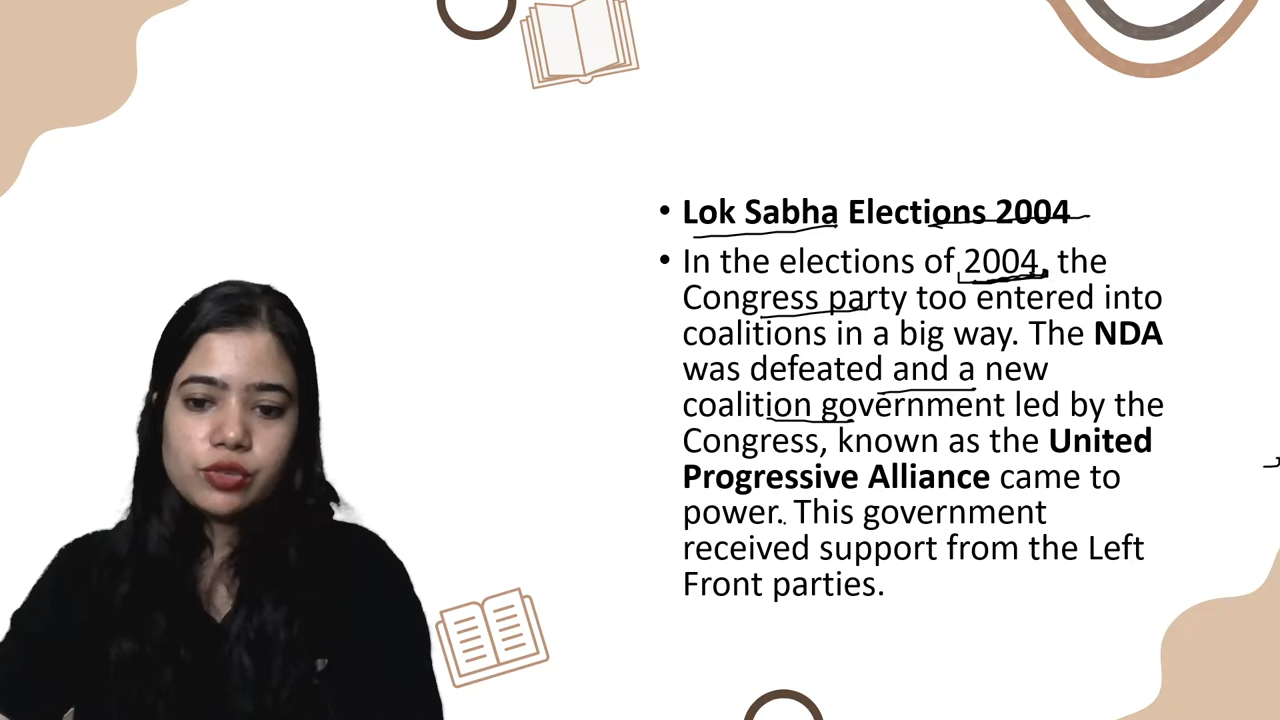 • Lok Sabha Elections 2004
• In the elections of 2004, the
Congress party too entered into
coalitions in a big way. The NDA
was defeated and a new
coalition government led by the
Congress, known as the United
Progressive Alliance came to
power. This government
received support from the Left
Front parties.